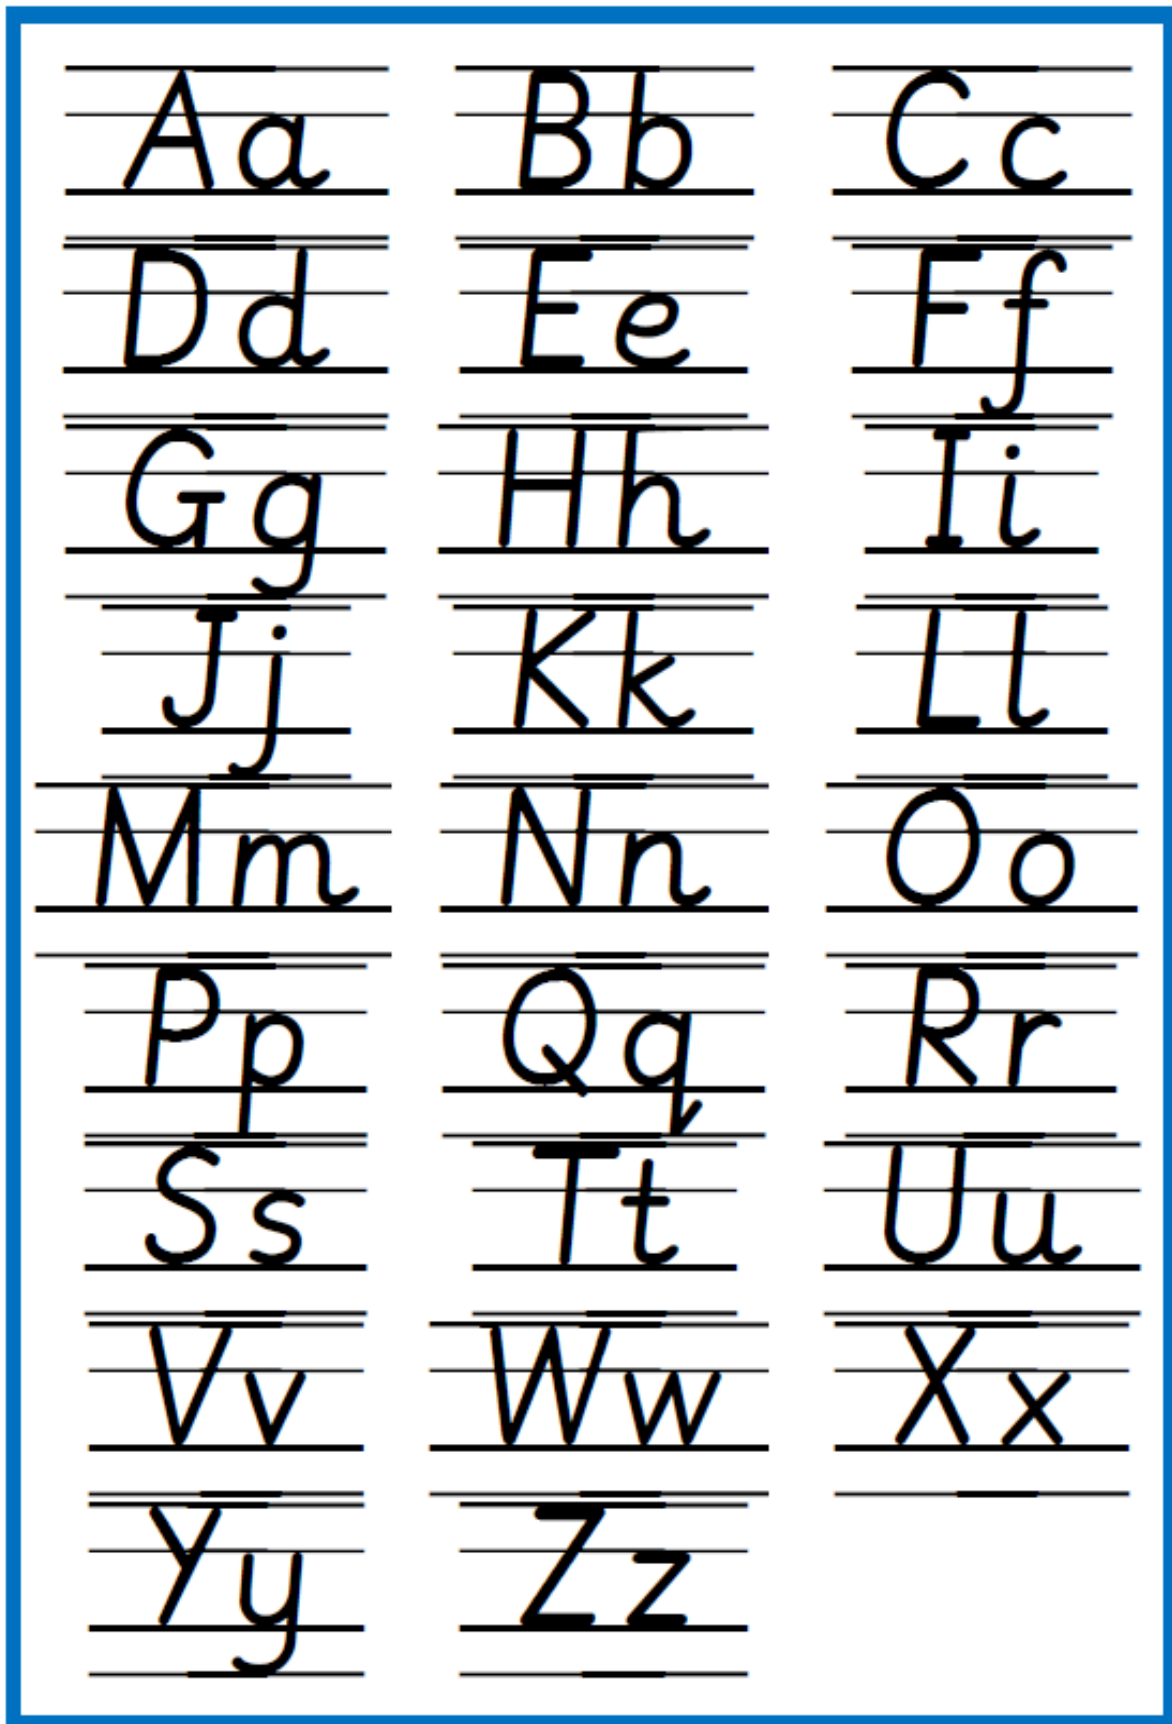 Aa Bb Cc
Dd Ee Ff
Gg Hh Ii
Jj Kk Ll
Mm Nn Oo
Pp Qq Rr
Ss Tt Uu
Vv Ww Xx
Yy Zz